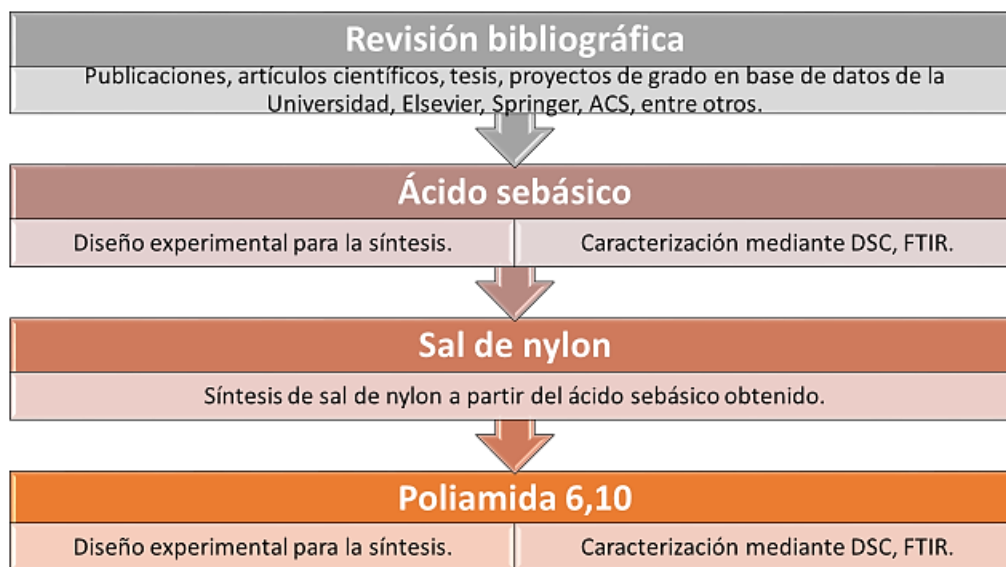 Revisión bibliográfica
Publicaciones, artículos científicos, tesis, proyectos de grado en base de datos de la
Universidad, Elsevier, Springer, ACS, entre otros.
Ácido sebásico
Diseño experimental para la síntesis.
Caracterización mediante DSC, FTIR.
Sal de nylon
Síntesis de sal de nylon a partir del ácido sebásico obtenido.
Poliamida 6,10
Diseño experimental para la síntesis.
Caracterización mediante DSC, FTIR.